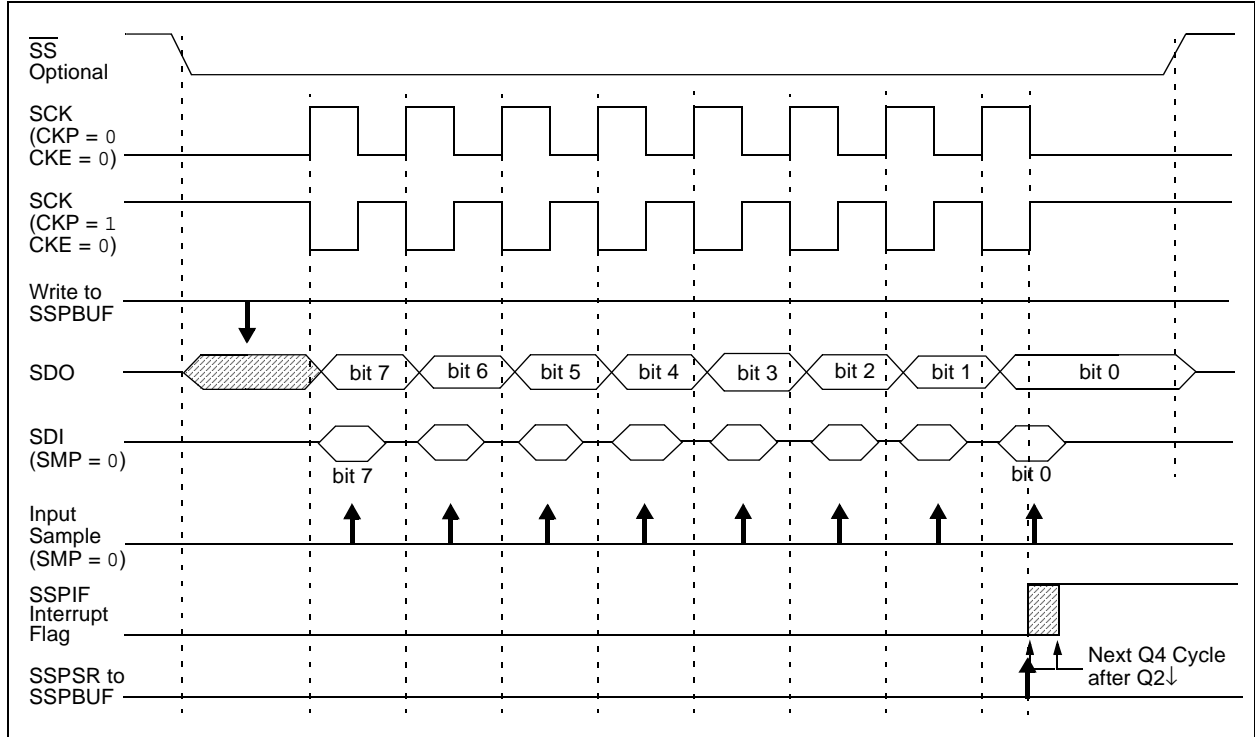 SS
Optional
SCK
(CKP = 0
CKE = 0)
SCK
(CKP = 1
CKE = 0)
Write to
SSPBUF
SDO
bit 7
bit 6
bit 5
bit 4
bit 3
bit 2
bit 1
bit 0
SDI
(SMP = 0)
bit 7
bit 0
Input
Sample
(SMP = 0)
SSPIF
Interrupt
Flag
Next Q4 Cycle
after Q2↓
SSPSR to
SSPBUF